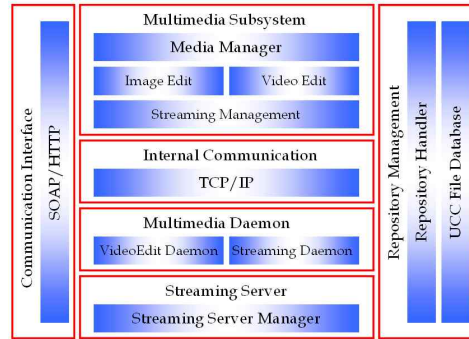 Communication Interface
SOAP/HTTP
Multimedia Subsystem
Media Manager
Image Edit
Video Edit
Streaming Management
Internal Communication
TCP/IP
Multimedia Daemon
VideoEdit Daemon
Streaming Daemon
Streaming Server
Streaming Server Manager
Repository Management
Repository Handler
UCC File Database